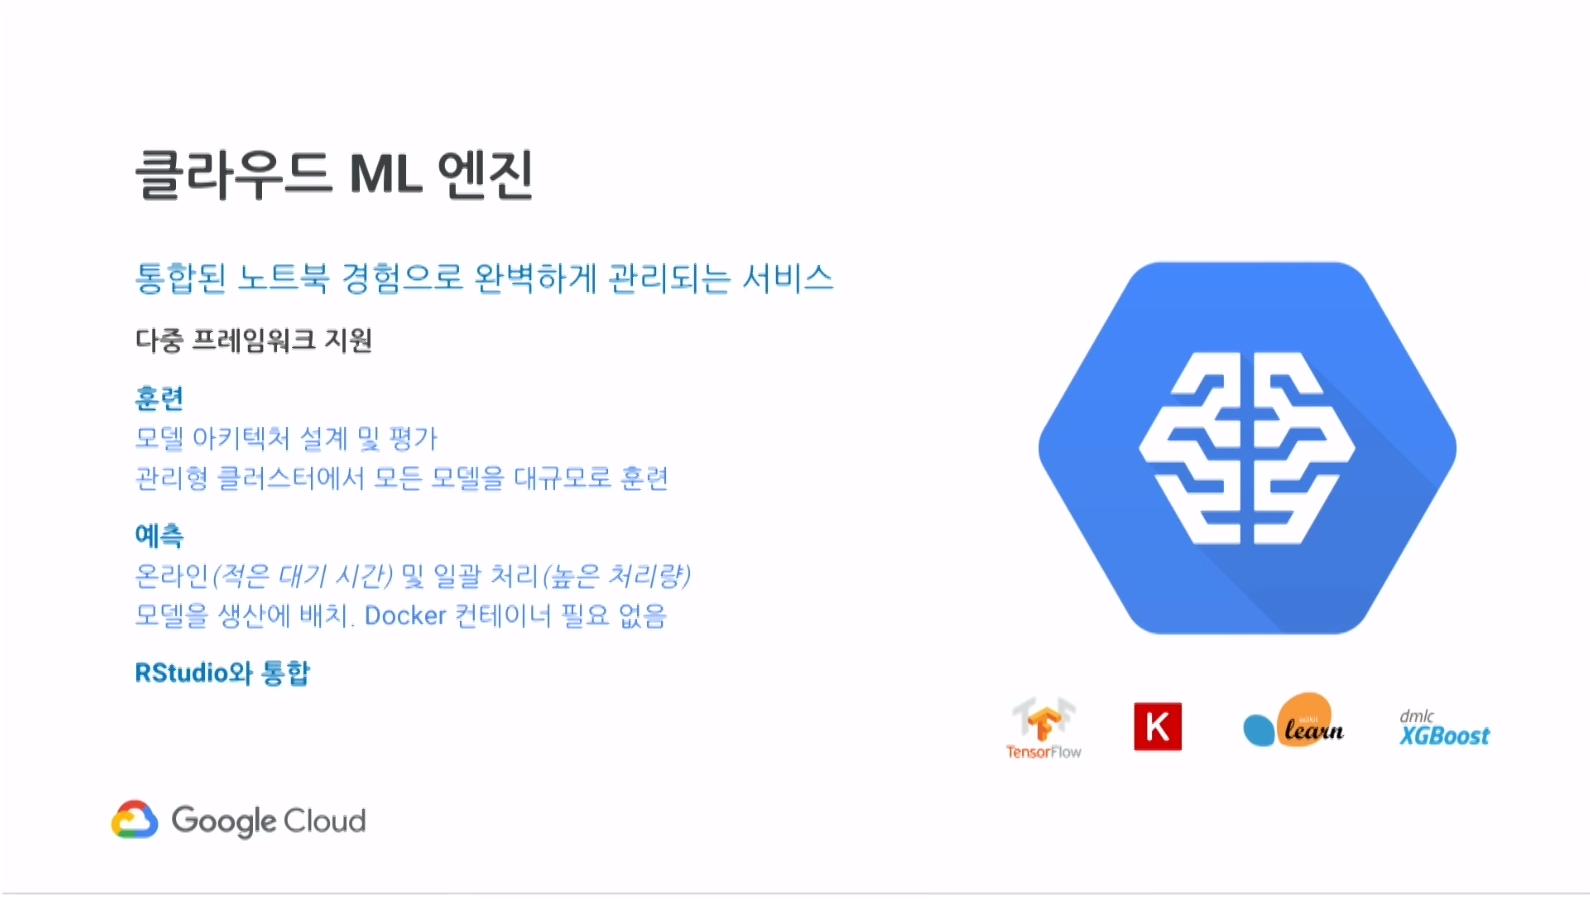 클라우드 ML 엔진
통합된 노트북 경험으로 완벽하게 관리되는 서비스
다중 프레임워크 지원
훈련
모델 아키텍처 설계 및 평가
관리형 클러스터에서 모든 모델을 대규모로 훈련
예측
온라인(적은 대기 시간) 및 일괄 처리(높은 처리량)
모델을 생산에 배치. Docker 컨테이너 필요 없음
RStudio와 통합
TensorFlow
K
scikit
learn
dmlc
XGBoost
Google Cloud